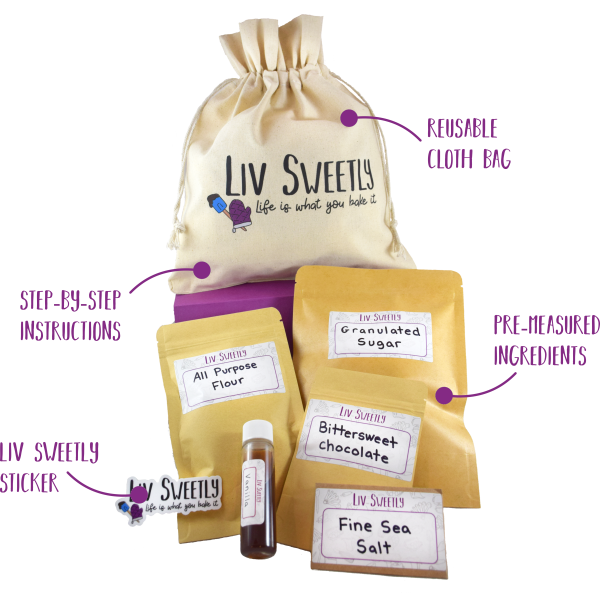 LIV SWEETLY
Life is what you bake it
REUSABLE
CLOTH BAG
STEP-BY-STEP
INSTRUCTIONS
PRE-MEASURED
INGREDIENTS
LIV SWEETLY
Granulated
Sugar
LIV SWEETLY
All Purpose
Flour
LIV SWEETLY
Bittersweet
chocolate
LIV SWEETLY
STICKER
LIV SWEETLY
Life is what you bake it
LIV SWEETLY
Vanilla
LIV SWEETLY
Fine Sea
Salt